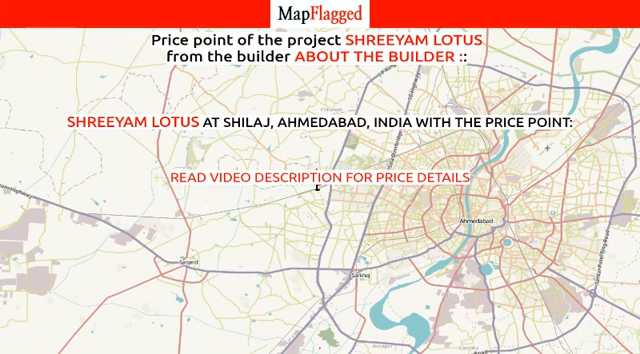 MapFlagged
Price point of the project SHREEYAM LOTUS
from the builder ABOUT THE BUILDER ::
SHREEYAM LOTUS AT SHILAJ, AHMEDABAD, INDIA WITH THE PRICE POINT:
READ VIDEO DESCRIPTION FOR PRICE DETAILS
Ahmedabad
Sanand
Sarkhej